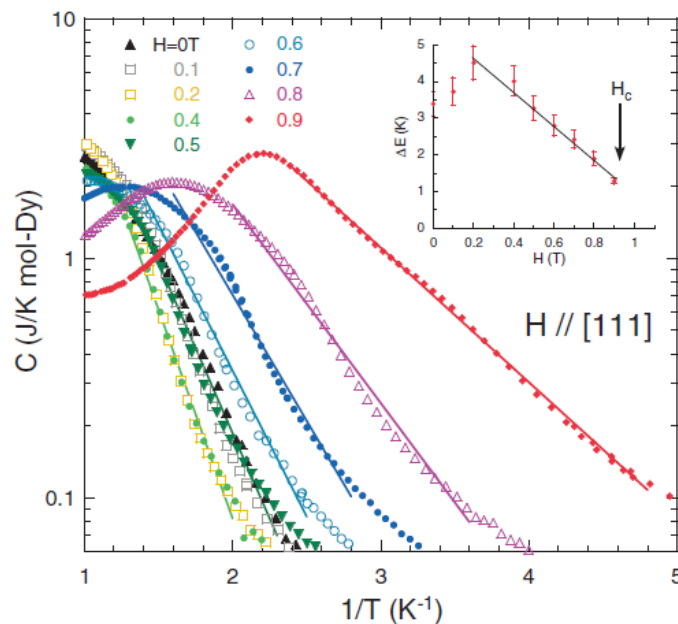 10
1
0.1
C (J/K mol-Dy)
1 2 3 4 5
1/T (K⁻¹)
H=0T
0.1
0.2
0.4
0.5
0.6
0.7
0.8
0.9
H // [111]
5
4
3
2
1
0
ΔE (K)
0 0.2 0.4 0.6 0.8 1
H (T)
H_c